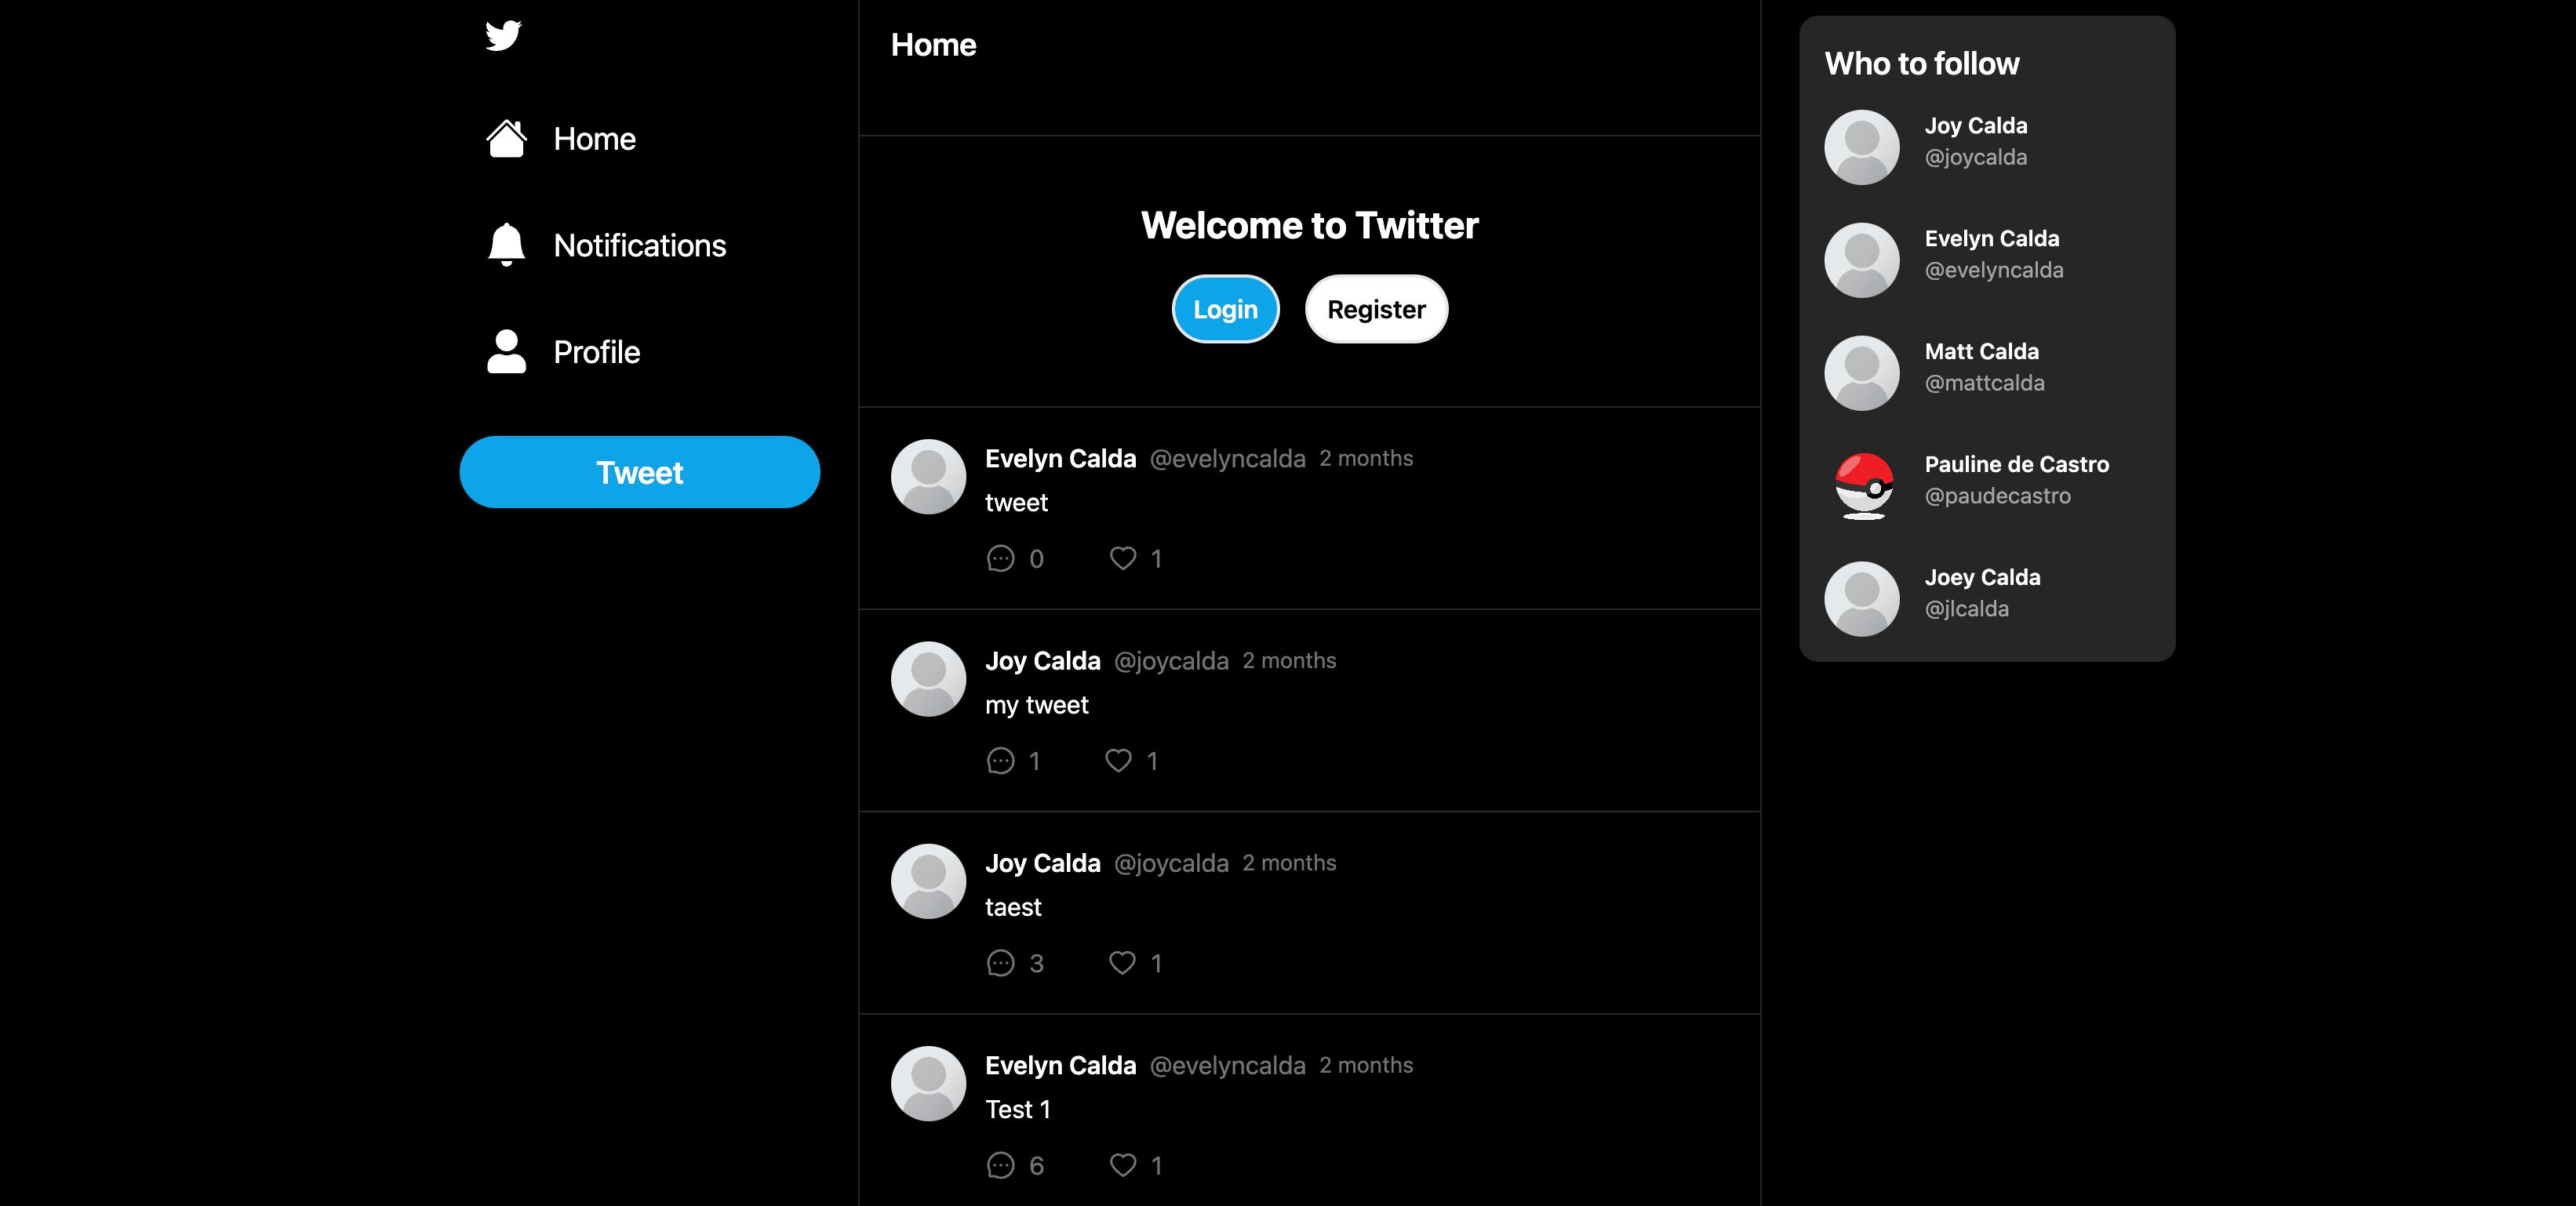 Home
Notifications
Profile
Tweet
Home
Welcome to Twitter
Login Register
Evelyn Calda @evelyncalda 2 months
tweet
0 1
Joy Calda @joycalda 2 months
my tweet
1 1
Joy Calda @joycalda 2 months
taest
3 1
Evelyn Calda @evelyncalda 2 months
Test 1
6 1
Who to follow
Joy Calda
@joycalda
Evelyn Calda
@evelyncalda
Matt Calda
@mattcalda
Pauline de Castro
@paudecastro
Joey Calda
@jlcalda